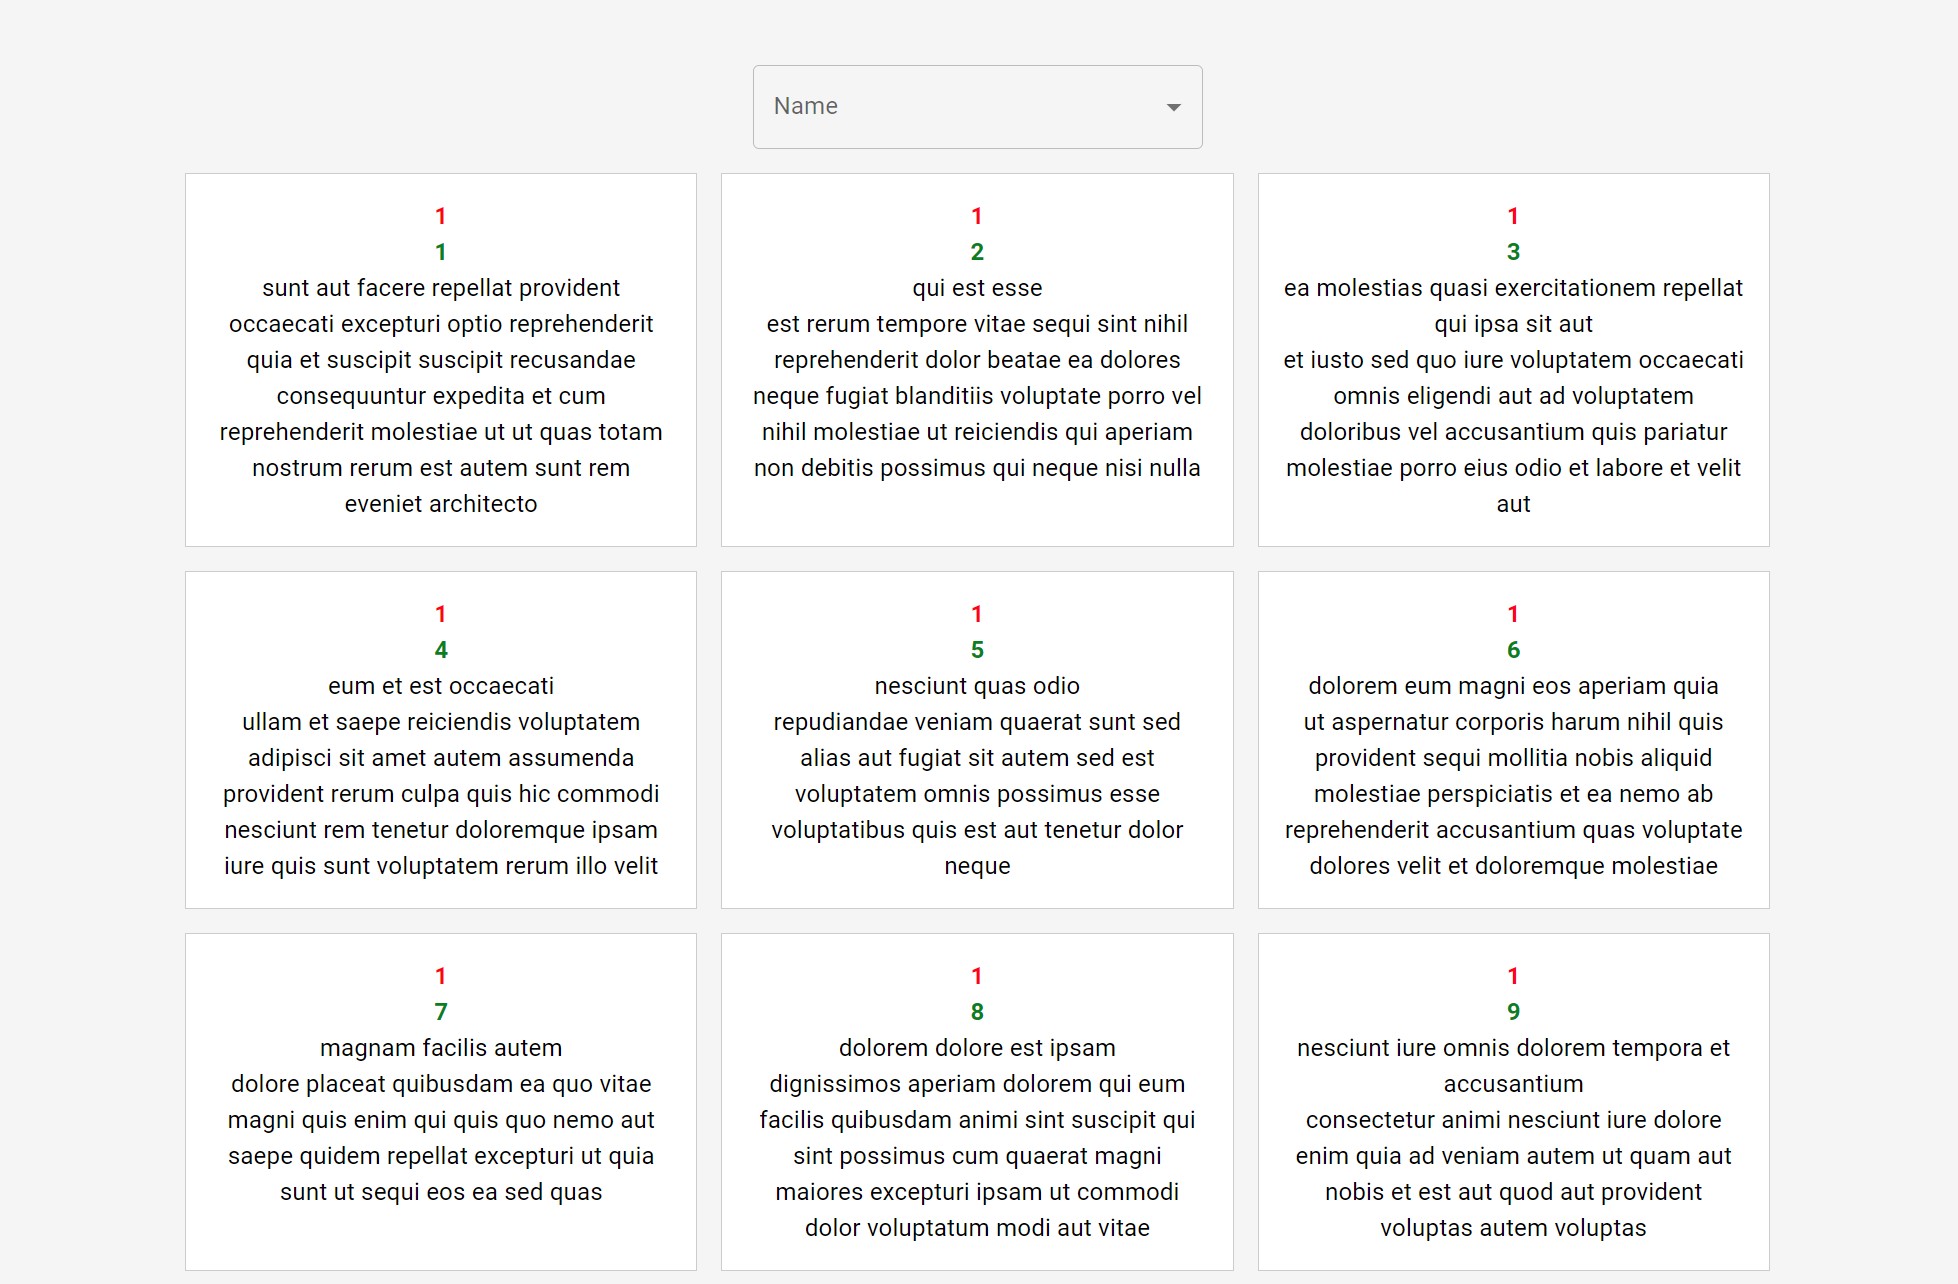 Name
1
1
sunt aut facere repellat provident
occaecati excepturi optio reprehenderit
quia et suscipit suscipit recusandae
consequuntur expedita et cum
reprehenderit molestiae ut ut quas totam
nostrum rerum est autem sunt rem
eveniet architecto
1
2
qui est esse
est rerum tempore vitae sequi sint nihil
reprehenderit dolor beatae ea dolores
neque fugiat blanditiis voluptate porro vel
nihil molestiae ut reiciendis qui aperiam
non debitis possimus qui neque nisi nulla
1
3
ea molestias quasi exercitationem repellat
qui ipsa sit aut
et iusto sed quo iure voluptatem occaecati
omnis eligendi aut ad voluptatem
doloribus vel accusantium quis pariatur
molestiae porro eius odio et labore et velit
aut
1
4
eum et est occaecati
ullam et saepe reiciendis voluptatem
adipisci sit amet autem assumenda
provident rerum culpa quis hic commodi
nesciunt rem tenetur doloremque ipsam
iure quis sunt voluptatem rerum illo velit
1
5
nesciunt quas odio
repudiandae veniam quaerat sunt sed
alias aut fugiat sit autem sed est
voluptatem omnis possimus esse
voluptatibus quis est aut tenetur dolor
neque
1
6
dolorem eum magni eos aperiam quia
ut aspernatur corporis harum nihil quis
provident sequi mollitia nobis aliquid
molestiae perspiciatis et ea nemo ab
reprehenderit accusantium quas voluptate
dolores velit et doloremque molestiae
1
7
magnam facilis autem
dolore placeat quibusdam ea quo vitae
magni quis enim qui quis quo nemo aut
saepe quidem repellat excepturi ut quia
sunt ut sequi eos ea sed quas
1
8
dolorem dolore est ipsam
dignissimos aperiam dolorem qui eum
facilis quibusdam animi sint suscipit qui
sint possimus cum quaerat magni
maiores excepturi ipsam ut commodi
dolor voluptatum modi aut vitae
1
9
nesciunt iure omnis dolorem tempora et
accusantium
consectetur animi nesciunt iure dolore
enim quia ad veniam autem ut quam aut
nobis et est aut quod aut provident
voluptas autem voluptas